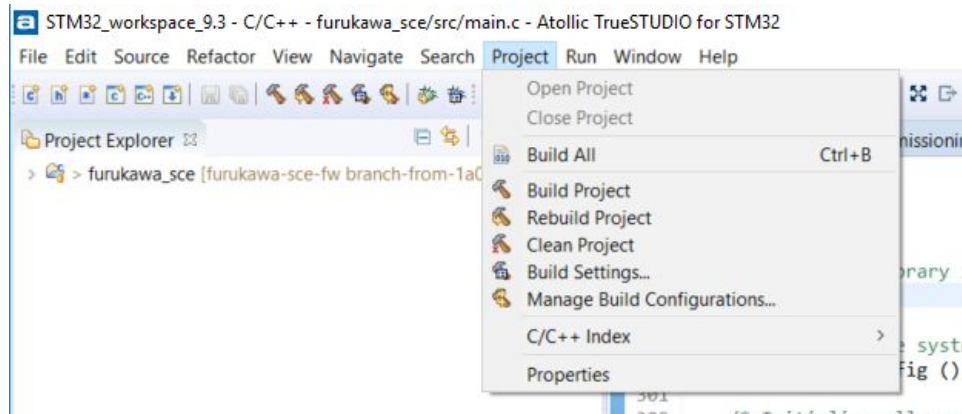 STM32_workspace_9.3 - C/C++ - furukawa_sce/src/main.c - Atollic TrueSTUDIO for STM32
File Edit Source Refactor View Navigate Search Project Run Window Help
Open Project
Close Project
Project Explorer
Build All Ctrl+B
> furukawa_sce [furukawa-sce-fw branch-from-1a0
Build Project
Rebuild Project
Clean Project
Build Settings...
Manage Build Configurations...
C/C++ Index
syst
Properties
fig ()
301